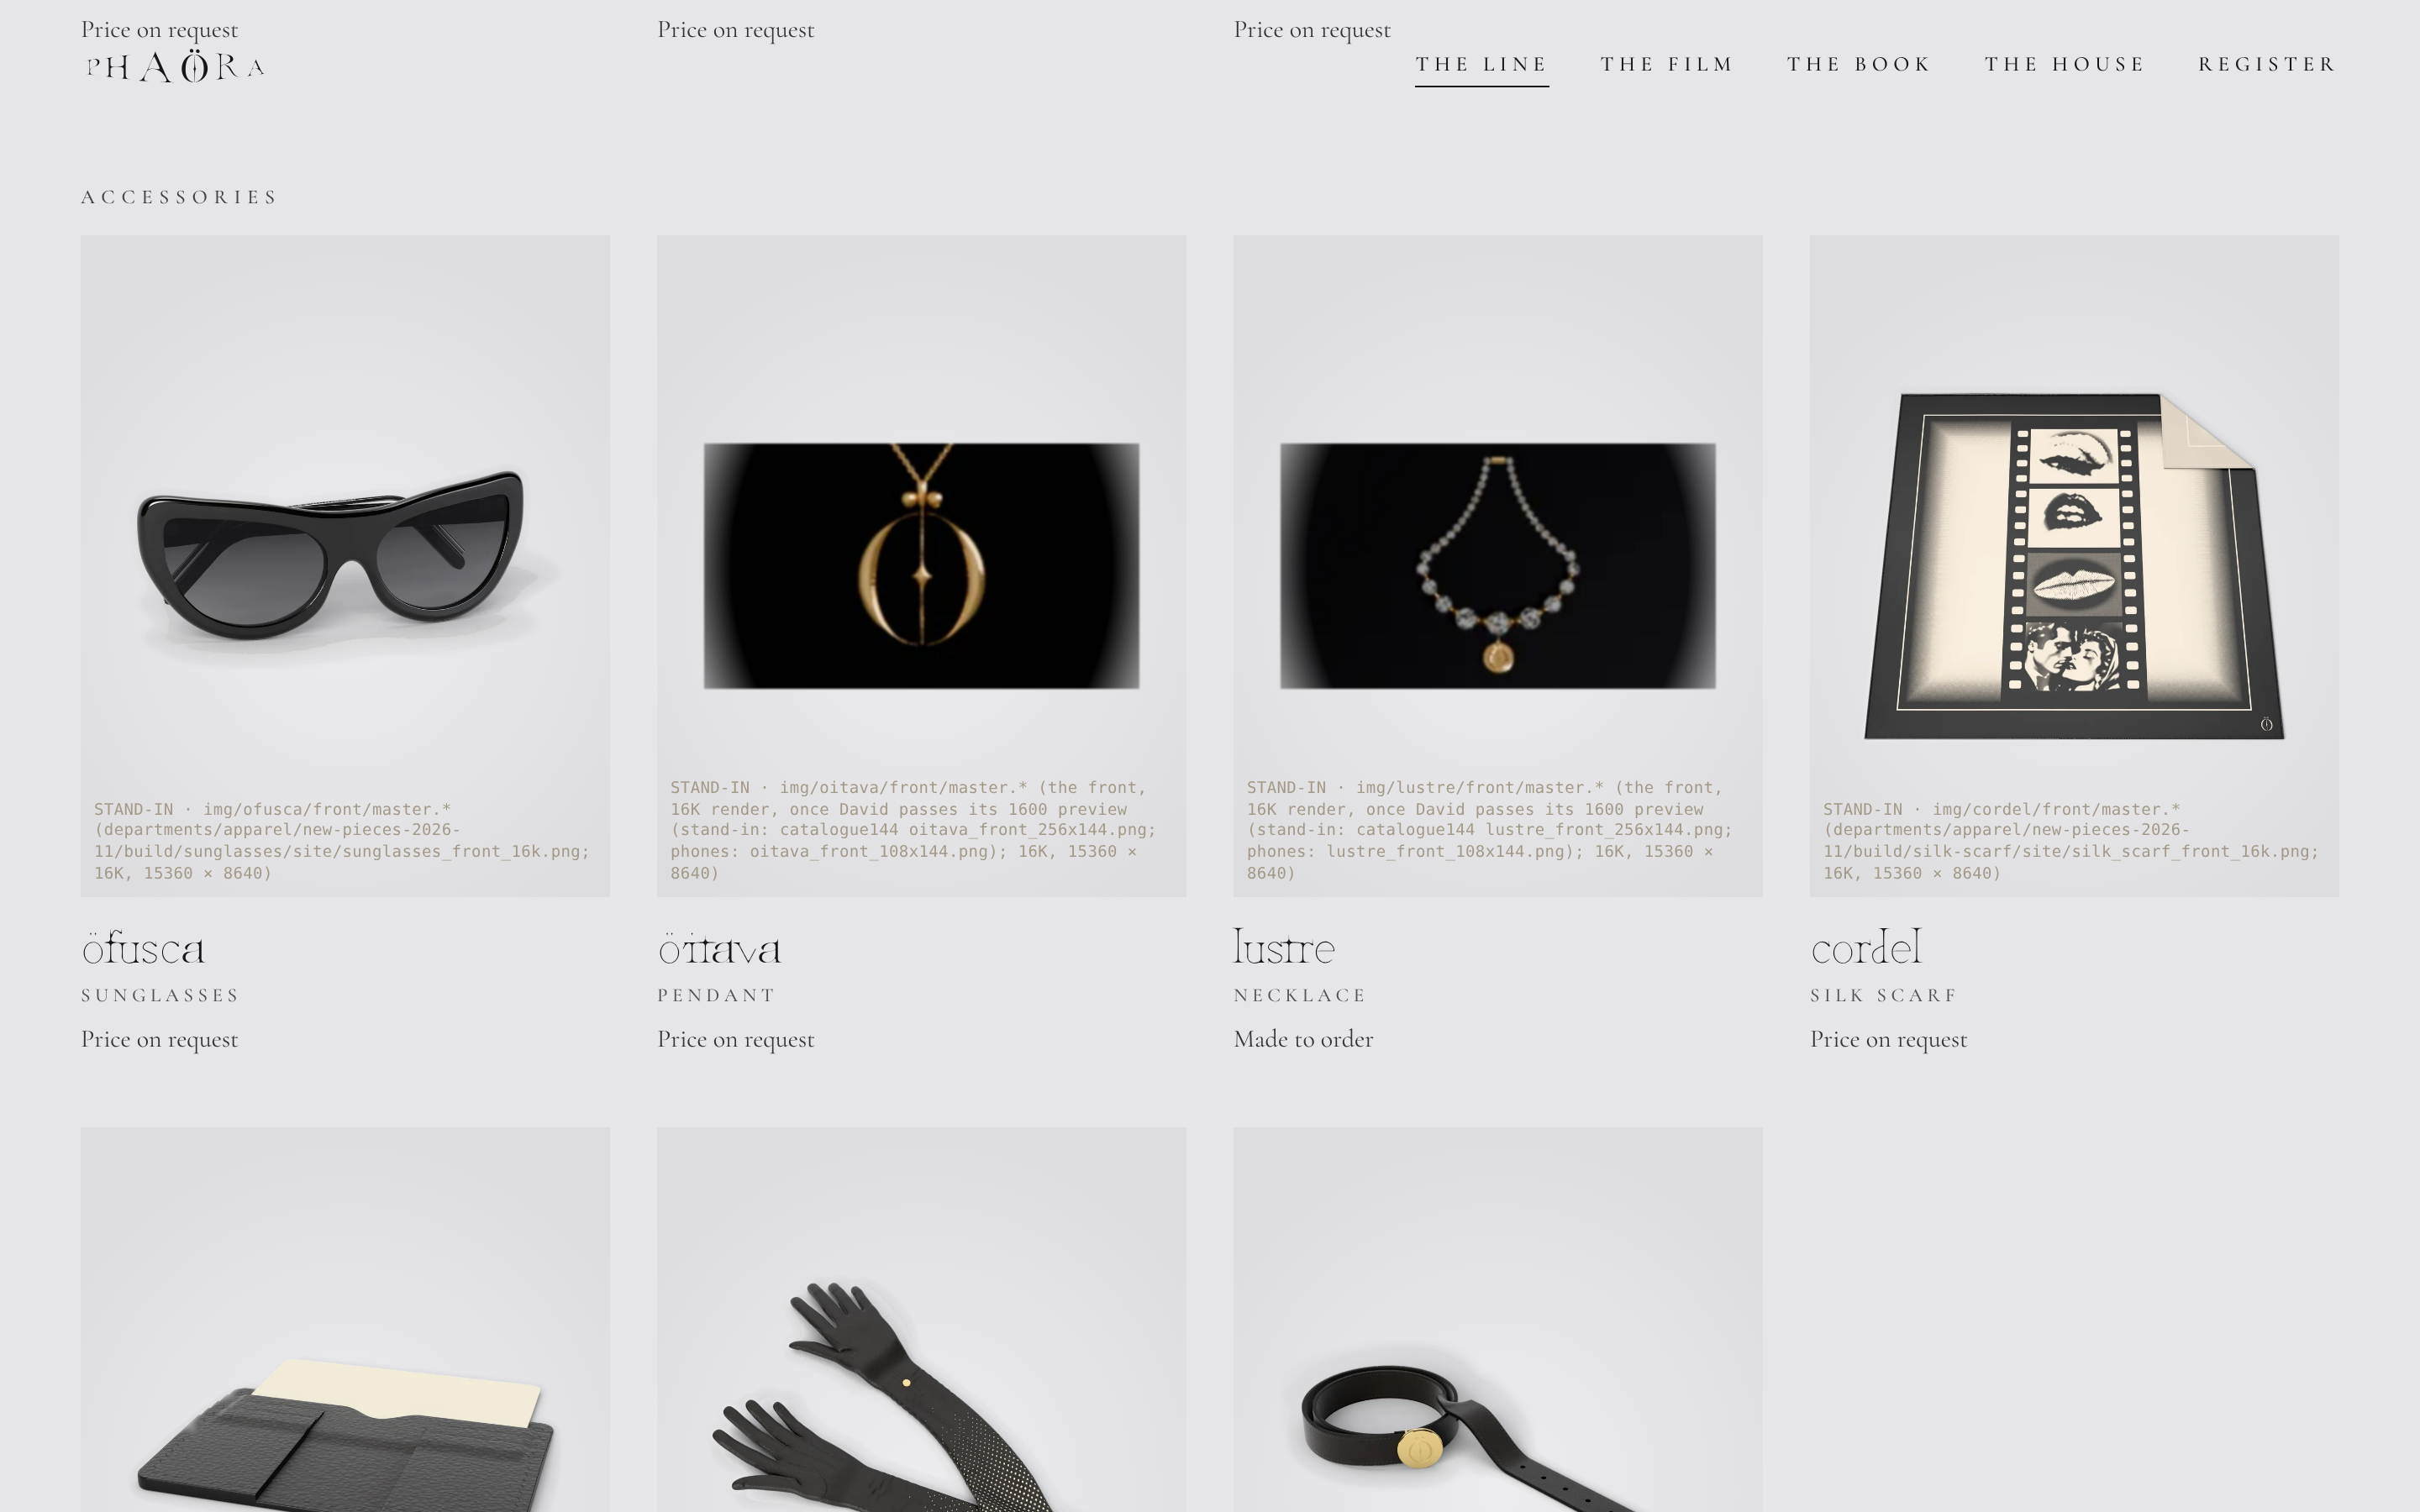 Price on request
Price on request
Price on request
PHAÖRA
THE LINE
THE FILM
THE BOOK
THE HOUSE
REGISTER
ACCESSORIES
STAND-IN · img/ofusca/front/master.*
(departments/apparel/new-pieces-2026-
11/build/sunglasses/site/sunglasses_front_16k.png;
16K, 15360 × 8640)
STAND-IN · img/oitava/front/master.* (the front,
16K render, once David passes its 1600 preview
(stand-in: catalogue144 oitava_front_256x144.png;
phones: oitava_front_108x144.png); 16K, 15360 ×
8640)
STAND-IN · img/lustre/front/master.* (the front,
16K render, once David passes its 1600 preview
(stand-in: catalogue144 lustre_front_256x144.png;
phones: lustre_front_108x144.png); 16K, 15360 ×
8640)
STAND-IN · img/cordel/front/master.*
(departments/apparel/new-pieces-2026-
11/build/silk-scarf/site/silk_scarf_front_16k.png;
16K, 15360 × 8640)
öfusca
SUNGLASSES
Price on request
öitava
PENDANT
Price on request
lustre
NECKLACE
Made to order
cordel
SILK SCARF
Price on request